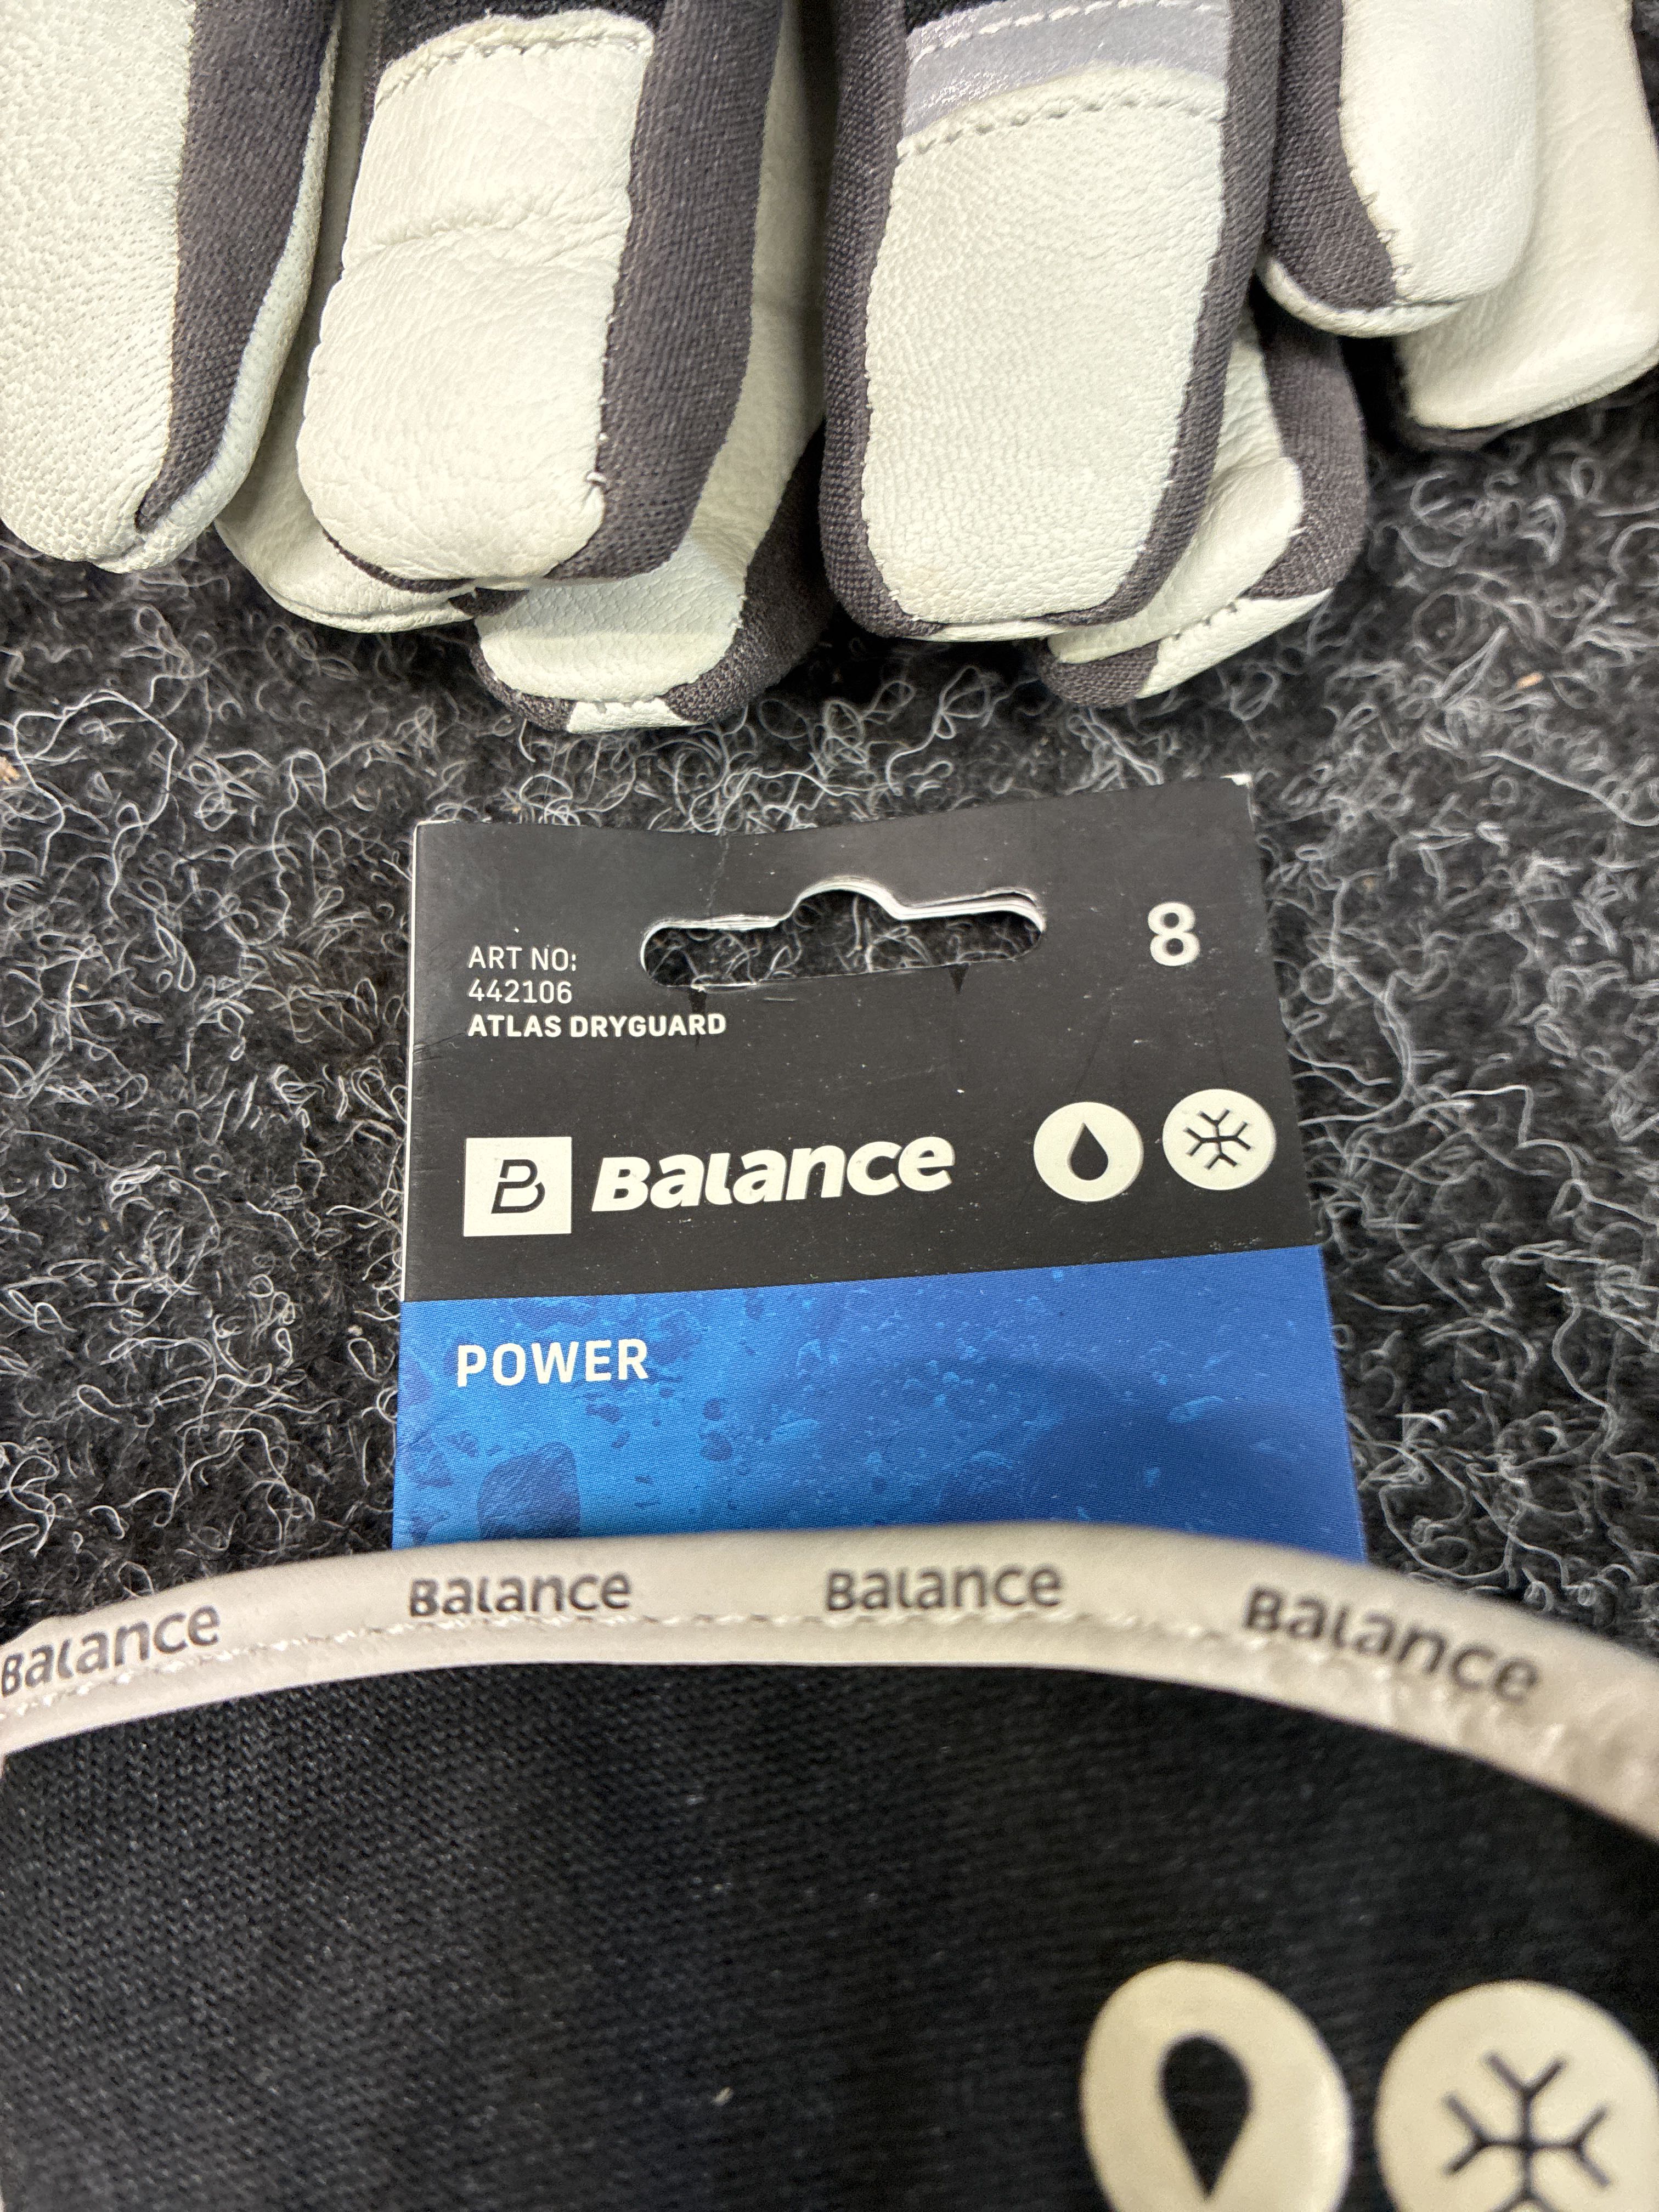 ART NO:
442106
ATLAS DRYGUARD
8
B Balance
POWER
Balance Balance Balance Balance